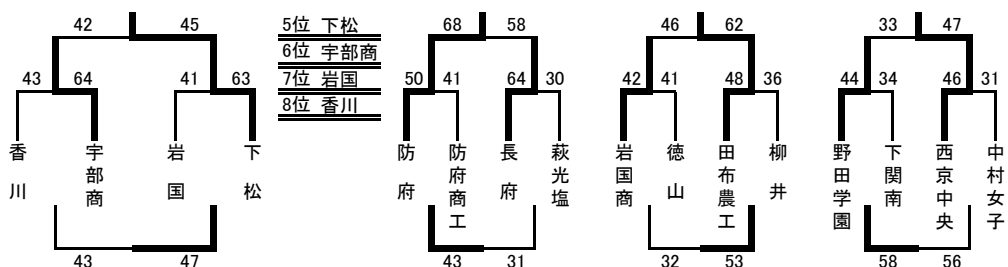 42 45
43 64 41 63
香川 宇部商 岩国 下松
43 47
5位 下松
6位 宇部商
7位 岩国
8位 香川
68 58
50 41 64 30
防府 防府商工 長府 萩光塩
43 31
46 62
42 41 48 36
岩国商 徳山 田布農工 柳井
32 53
33 47
44 34 46 31
野田学園 下関南 西京中央 中村女子
58 56